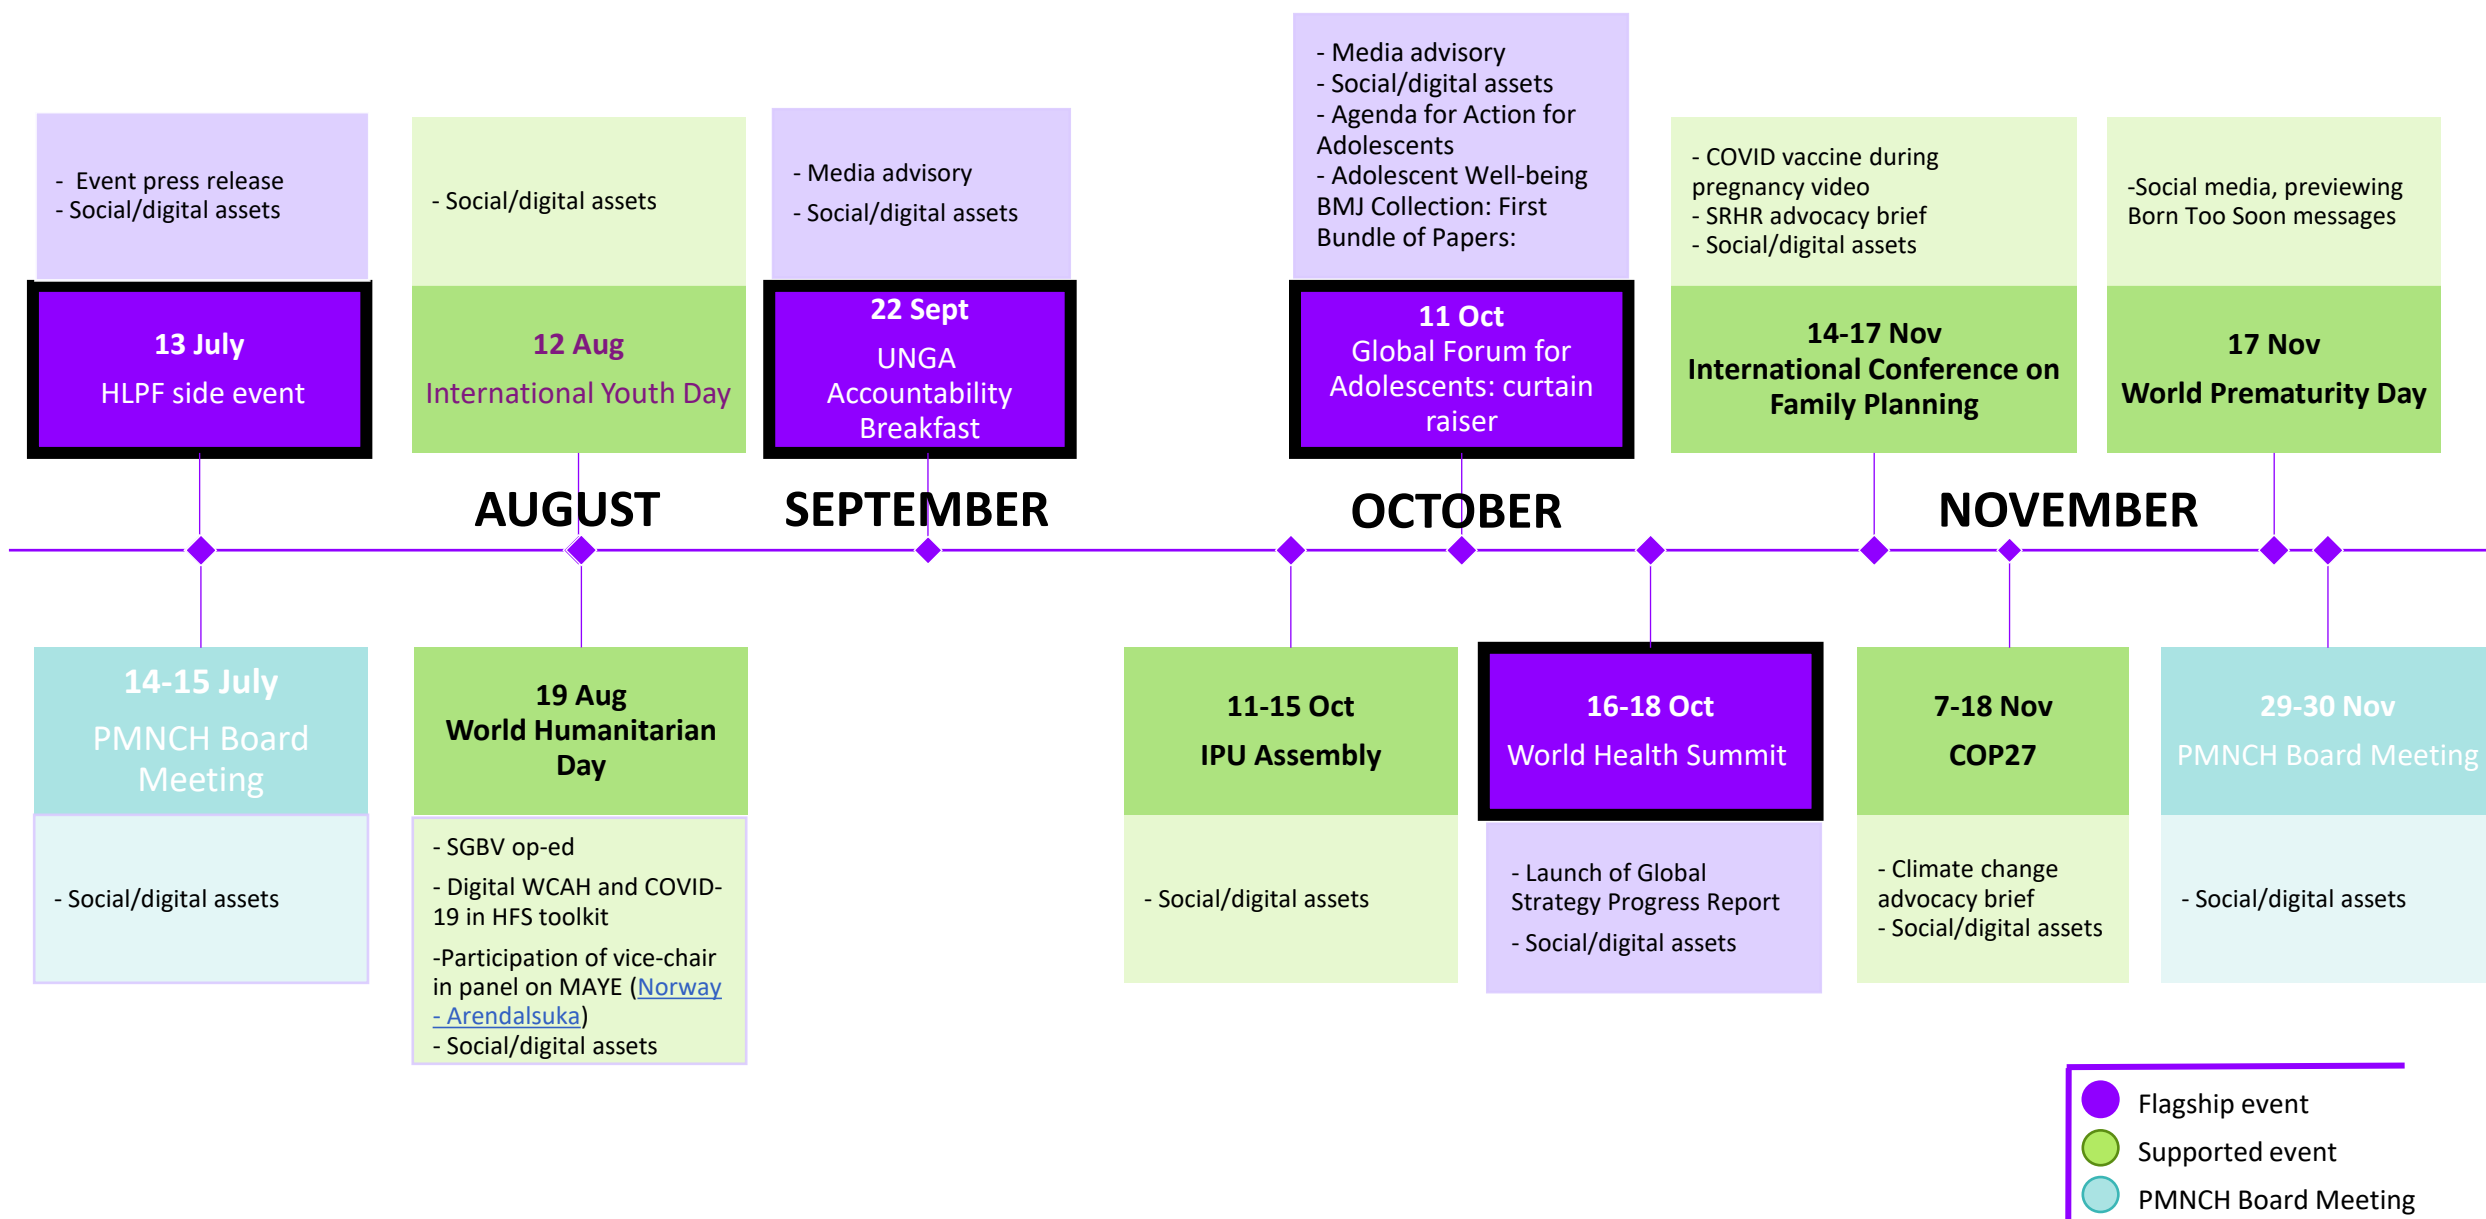 - Event press release
- Social/digital assets
13 July
HLPF side event
- Social/digital assets
12 Aug
International Youth Day
- Media advisory
- Social/digital assets
22 Sept
UNGA
Accountability
Breakfast
- Media advisory
- Social/digital assets
- Agenda for Action for
Adolescents
- Adolescent Well-being
BMJ Collection: First
Bundle of Papers:
11 Oct
Global Forum for
Adolescents: curtain
raiser
- COVID vaccine during
pregnancy video
- SRHR advocacy brief
- Social/digital assets
14-17 Nov
International Conference on
Family Planning
-Social media, previewing
Born Too Soon messages
17 Nov
World Prematurity Day
AUGUST
SEPTEMBER
OCTOBER
NOVEMBER
14-15 July
PMNCH Board
Meeting
- Social/digital assets
19 Aug
World Humanitarian
Day
- SGBV op-ed
- Digital WCAH and COVID-
19 in HFS toolkit
-Participation of vice-chair
in panel on MAYE (Norway
- Arendalsuka)
- Social/digital assets
11-15 Oct
IPU Assembly
- Social/digital assets
16-18 Oct
World Health Summit
- Launch of Global
Strategy Progress Report
- Social/digital assets
7-18 Nov
COP27
- Climate change
advocacy brief
- Social/digital assets
29-30 Nov
PMNCH Board Meeting
- Social/digital assets
Flagship event
Supported event
PMNCH Board Meeting